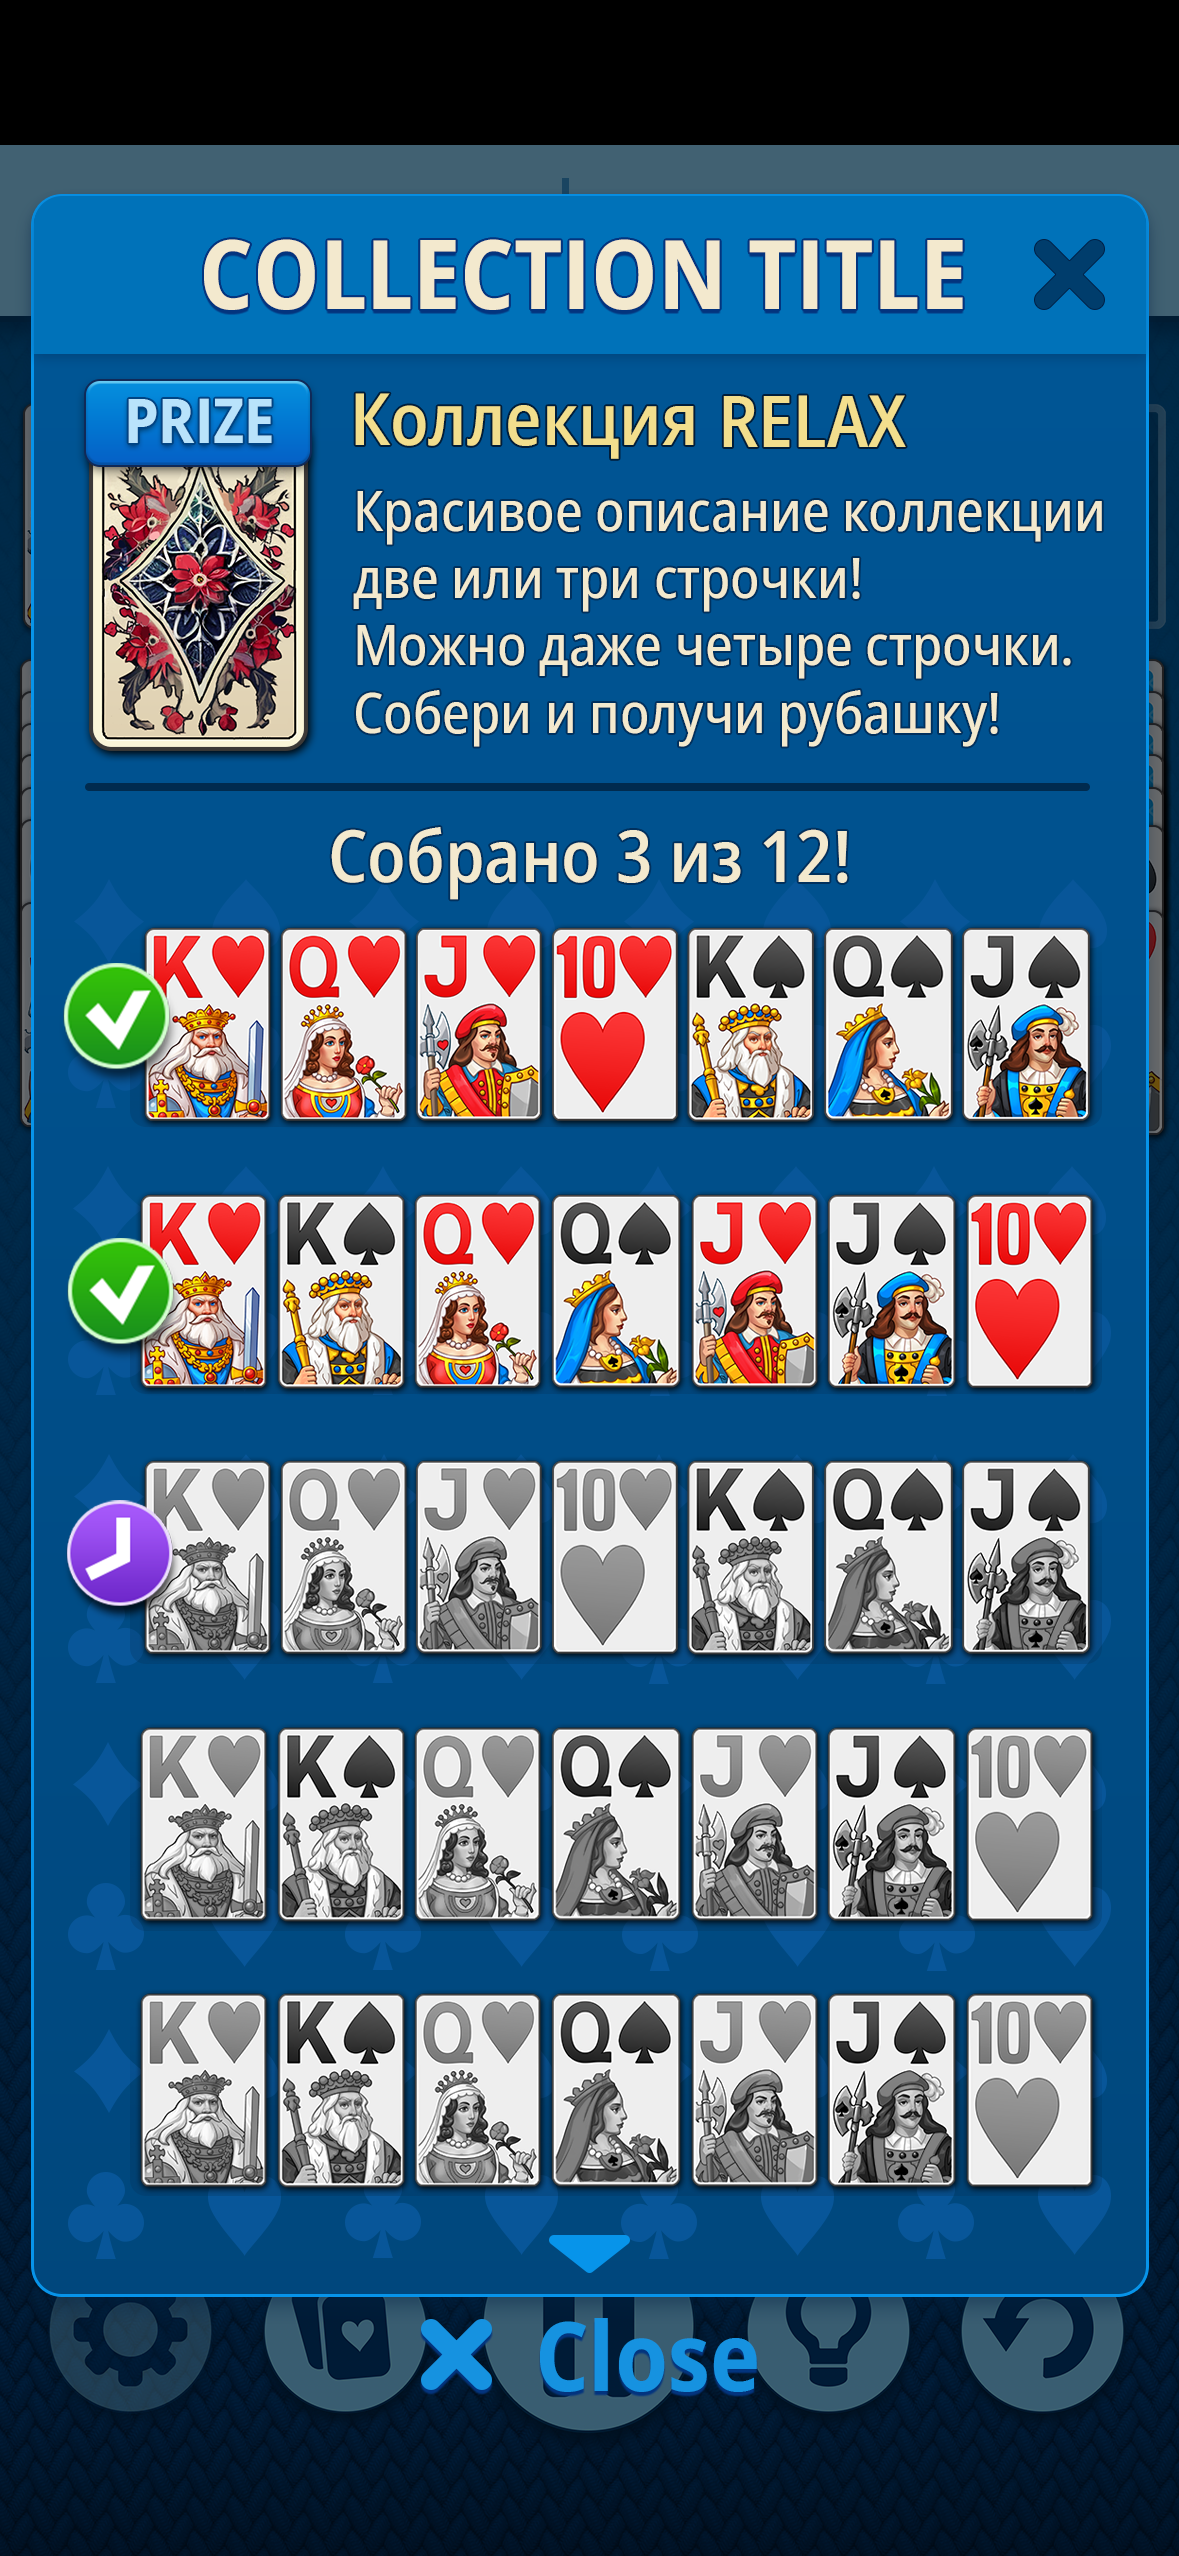 COLLECTION TITLE
PRIZE
Коллекция RELAX
Красивое описание коллекции
две или три строчки!
Можно даже четыре строчки.
Собери и получи рубашку!
Собрано 3 из 12!
K Q J 10 K Q J
K K Q Q J J 10
K Q J 10 K Q J
K K Q Q J J 10
K K Q Q J J 10
Close